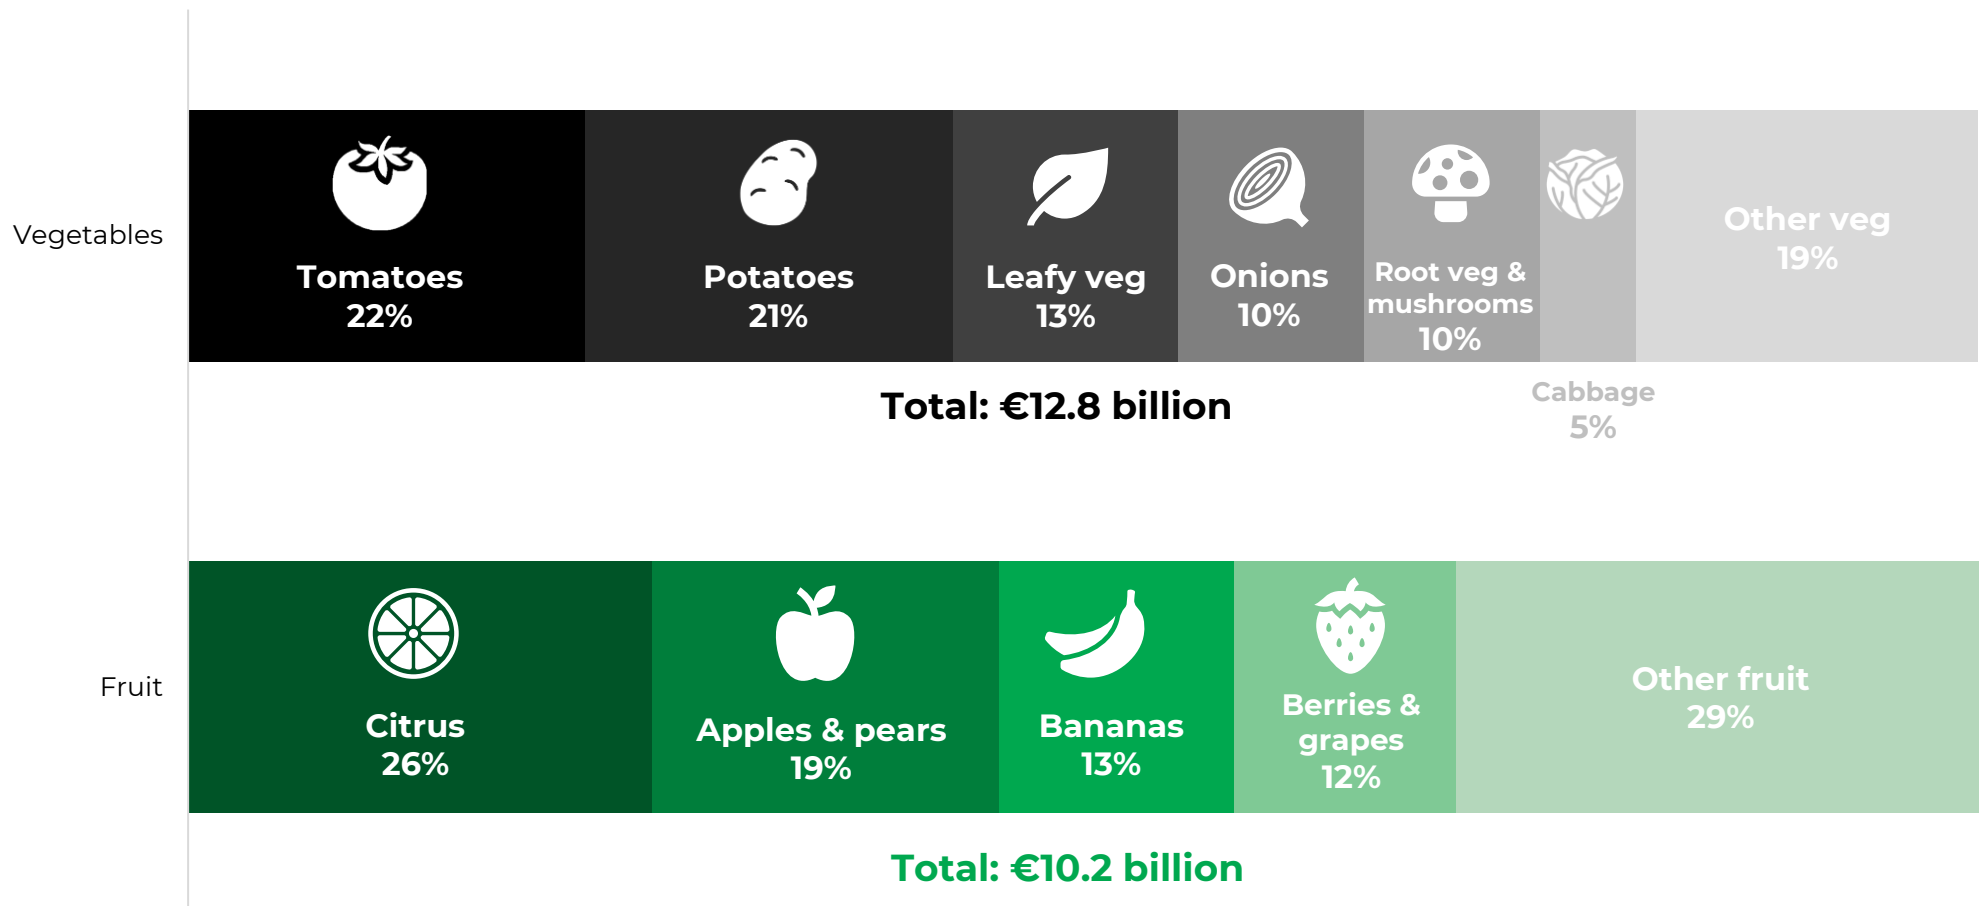 Vegetables
Tomatoes
22%
Potatoes
21%
Leafy veg
13%
Onions
10%
Root veg &
mushrooms
10%
Cabbage
5%
Other veg
19%
Total: €12.8 billion
Fruit
Citrus
26%
Apples & pears
19%
Bananas
13%
Berries &
grapes
12%
Other fruit
29%
Total: €10.2 billion